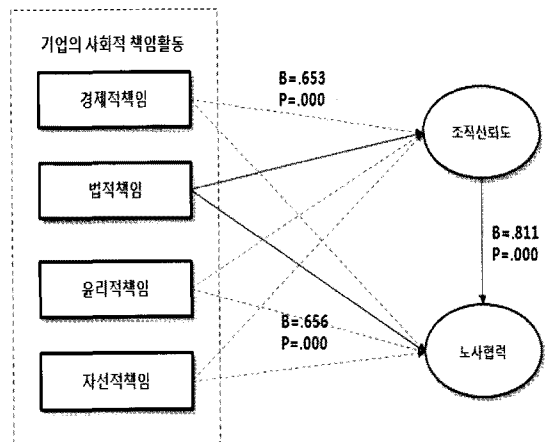 기업의 사회적 책임활동
경제적책임
법적책임
윤리적책임
자선적책임
B=.653
P=.000
조직신뢰도
B=.811
P=.000
B=.656
P=.000
노사협력